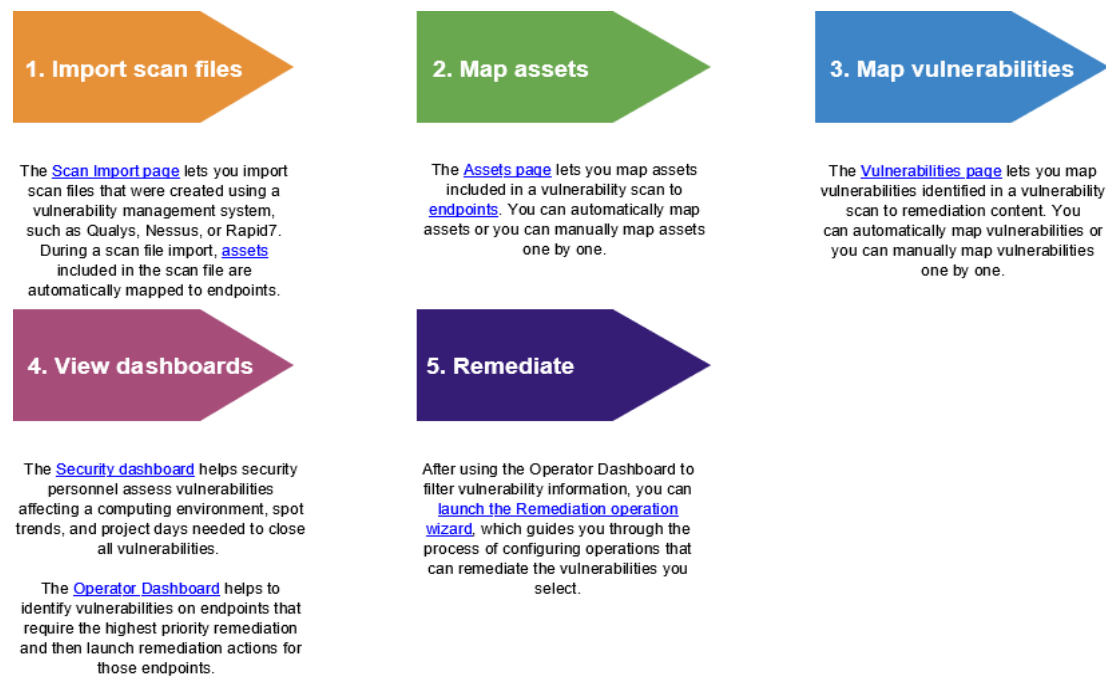 1. Import scan files
The Scan Import page lets you import
scan files that were created using a
vulnerability management system,
such as Qualys, Nessus, or Rapid7.
During a scan file import, assets
included in the scan file are
automatically mapped to endpoints.
2. Map assets
The Assets page lets you map assets
included in a vulnerability scan to
endpoints. You can automatically map
assets or you can manually map assets
one by one.
3. Map vulnerabilities
The Vulnerabilities page lets you map
vulnerabilities identified in a vulnerability
scan to remediation content. You
can automatically map vulnerabilities or
you can manually map vulnerabilities
one by one.
4. View dashboards
The Security dashboard helps security
personnel assess vulnerabilities
affecting a computing environment, spot
trends, and project days needed to close
all vulnerabilities.
The Operator Dashboard helps to
identify vulnerabilities on endpoints that
require the highest priority remediation
and then launch remediation actions for
those endpoints.
5. Remediate
After using the Operator Dashboard to
filter vulnerability information, you can
launch the Remediation operation
wizard, which guides you through the
process of configuring operations that
can remediate the vulnerabilities you
select.